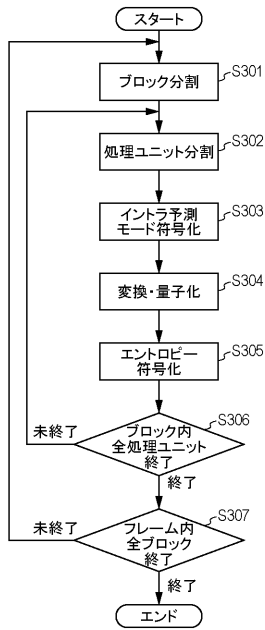 スタート
ブロック分割
S301
処理ユニット分割
S302
イントラ予測
モード符号化
S303
変換・量子化
S304
エントロピー
符号化
S305
ブロック内
全処理ユニット
終了
S306
未終了
終了
フレーム内
全ブロック
終了
S307
未終了
終了
エンド